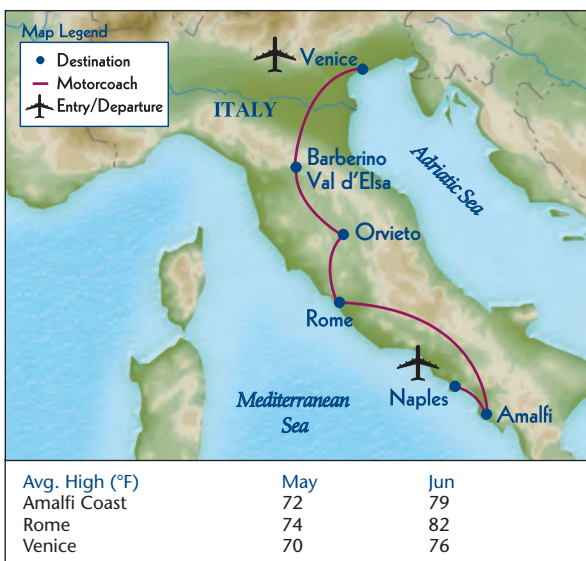 Map Legend
Destination
Motorcoach
Entry/Departure
Venice
ITALY
Barberino
Val d'Elsa
Adriatic Sea
Orvieto
Rome
Naples
Mediterranean
Sea
Amalfi
Avg. High (°F) May Jun
Amalfi Coast 72 79
Rome 74 82
Venice 70 76